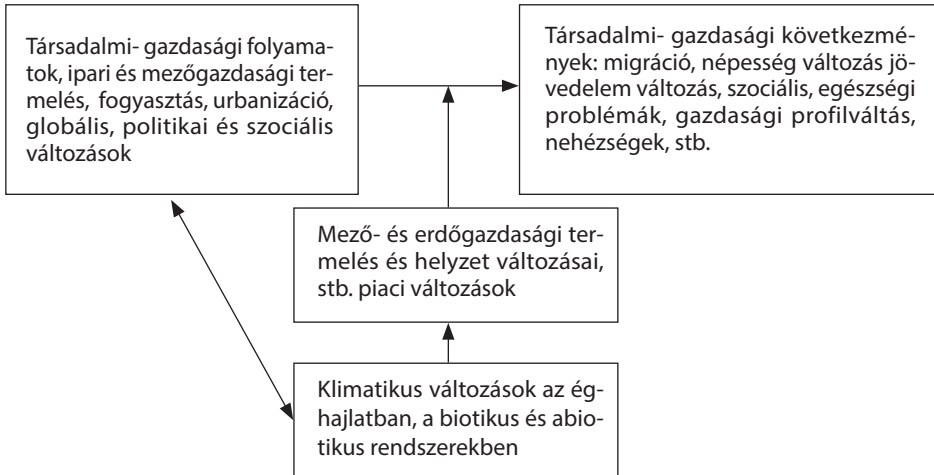 Társadalmi- gazdasági folyama-
tok, ipari és mezőgazdasági ter-
melés, fogyasztás, urbanizáció,
globális, politikai és szociális
változások
Társadalmi- gazdasági következmé-
nyek: migráció, népesség változás jö-
vedelem változás, szociális, egészségi
problémák, gazdasági profilváltás,
nehézségek, stb.
Mező- és erdőgazdasági ter-
melés és helyzet változásai,
stb. piaci változások
Klimatikus változások az ég-
hajlatban, a biotikus és abio-
tikus rendszerekben